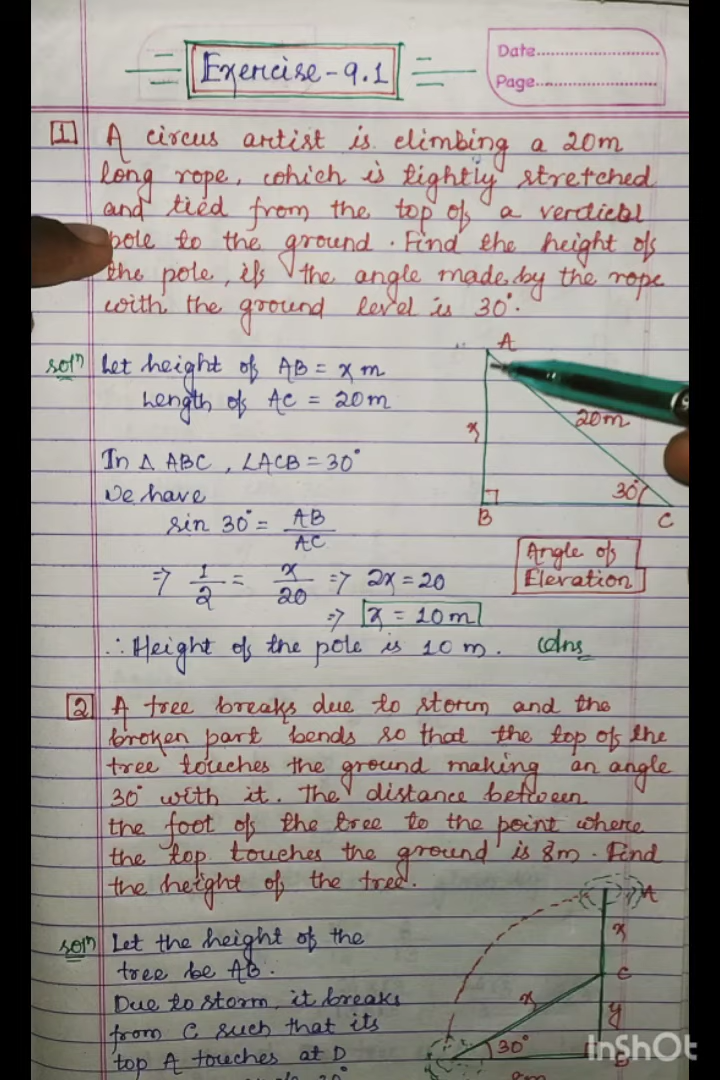 Exercise-9.1
Date
Page
1 A circus artist is climbing a 20m
long rope, which is tightly stretched
and tied from the top of a vertical
pole to the ground. Find the height of
the pole, if the angle made by the rope
with the ground level is 30°.
Solⁿ Let height of AB = x m
Length of AC = 20m
In △ ABC, ∠ACB = 30°
We have
sin 30° = AB/AC
⇒ 1/2 = x/20 ⇒ 2x = 20
⇒ x = 10 m
∴ Height of the pole is 10 m. Ans
A
x
20m
30°
B
C
Angle of
Elevation
2 A tree breaks due to storm and the
broken part bends so that the top of the
tree touches the ground making an angle
30° with it. The distance between
the foot of the tree to the point where
the top touches the ground is 8m. Find
the height of the tree.
Solⁿ Let the height of the
tree be AB.
Due to storm, it breaks
from C such that its
top A touches at D
A
x
C
x
y
30°
8m
InShOt